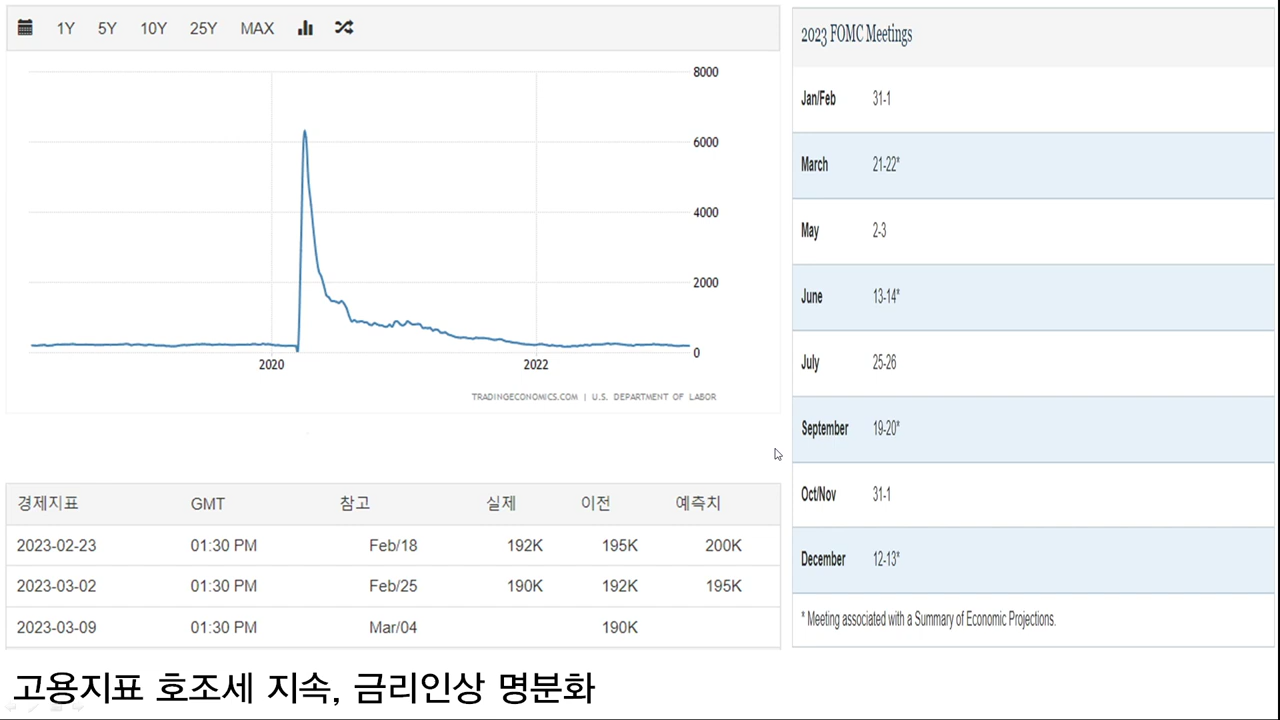 1Y 5Y 10Y 25Y MAX
8000
6000
4000
2000
0
2020 2022
TRADINGECONOMICS.COM | U.S. DEPARTMENT OF LABOR
경제지표 GMT 참고 실제 이전 예측치
2023-02-23 01:30 PM Feb/18 192K 195K 200K
2023-03-02 01:30 PM Feb/25 190K 192K 195K
2023-03-09 01:30 PM Mar/04 190K
2023 FOMC Meetings
Jan/Feb 31-1
March 21-22*
May 2-3
June 13-14*
July 25-26
September 19-20*
Oct/Nov 31-1
December 12-13*
* Meeting associated with a Summary of Economic Projections.
고용지표 호조세 지속, 금리인상 명분화